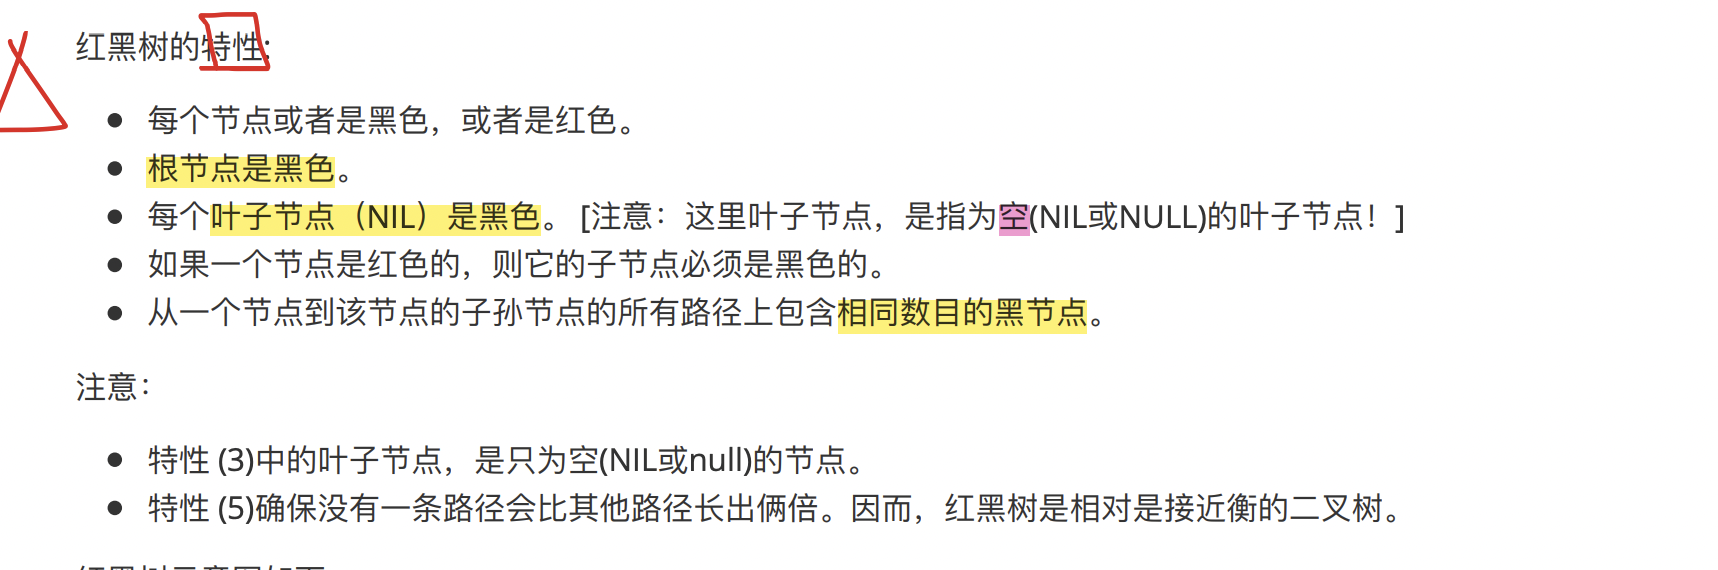 红黑树的特性:
每个节点或者是黑色，或者是红色。
根节点是黑色。
每个叶子节点（NIL）是黑色。 [注意：这里叶子节点，是指为空(NIL或NULL)的叶子节点！]
如果一个节点是红色的，则它的子节点必须是黑色的。
从一个节点到该节点的子孙节点的所有路径上包含相同数目的黑节点。
注意：
特性 (3)中的叶子节点，是只为空(NIL或null)的节点。
特性 (5)确保没有一条路径会比其他路径长出俩倍。因而，红黑树是相对是接近衡的二叉树。